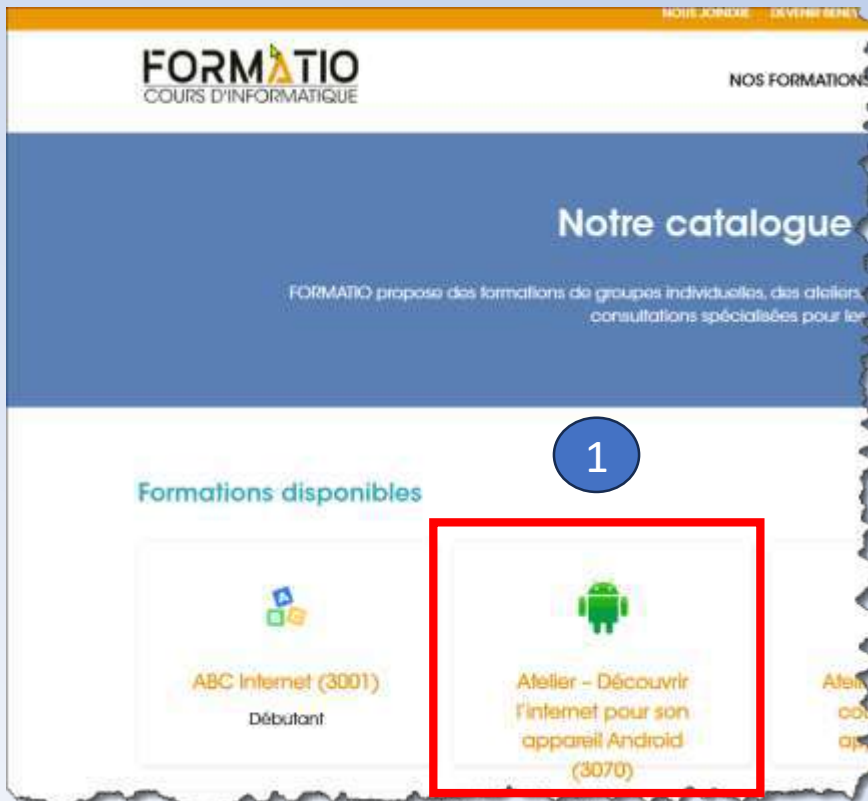 NOUS JOINDRE DEVENIR
FORMATIO
COURS D'INFORMATIQUE
NOS FORMATIONS
Notre catalogue
FORMATIO propose des formations de groupes individuelles, des ateliers
consultations spécialisées pour
1
Formations disponibles
ABC Internet (3001)
Débutant
Atelier – Découvrir
l'internet pour son
appareil Android
(3070)